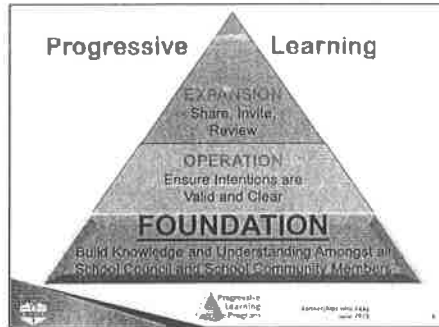 Progressive Learning
EXPANSION
Share, Invite,
Review
OPERATION
Ensure Intentions are
Valid and Clear
FOUNDATION
Build Knowledge and Understanding Amongst all
School Council and School Community Members
Progressive
Learning
Program